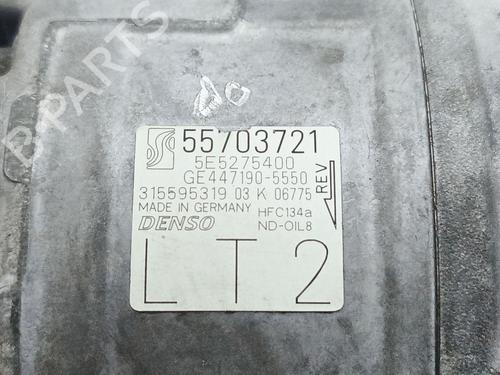 B-PARTS
55703721
5E5275400
GE447190-5550
315595319 03 K 06775
MADE IN GERMANY HFC134a
DENSO ND-OIL8
REV
LT2